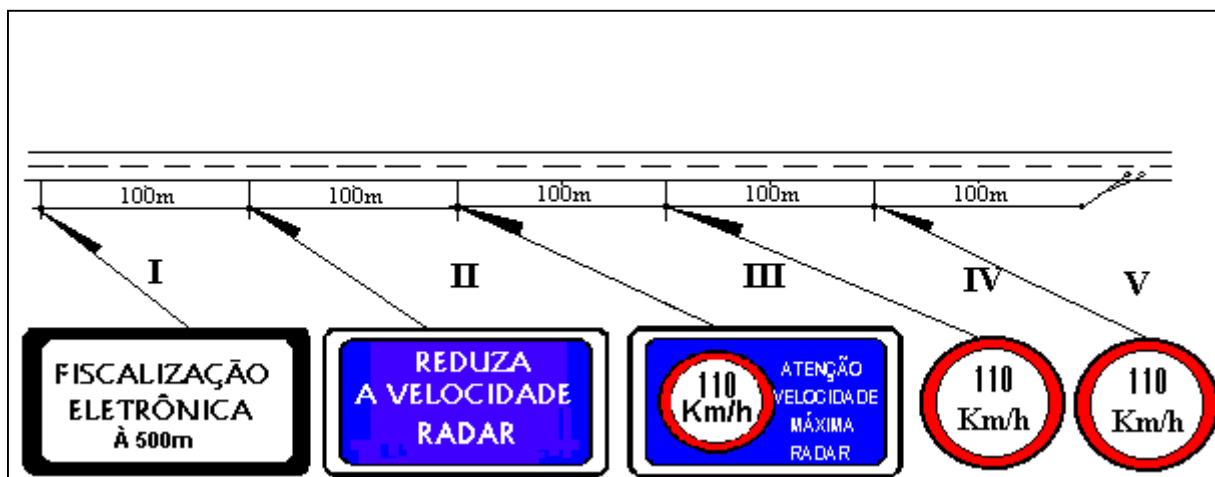 100m 100m 100m 100m 100m
I II III IV V
FISCALIZAÇÃO
ELETRÔNICA
À 500m
REDUZA
A VELOCIDADE
RADAR
110
Km/h
ATENÇÃO
VELOCIDADE
MÁXIMA
RADAR
110
Km/h
110
Km/h